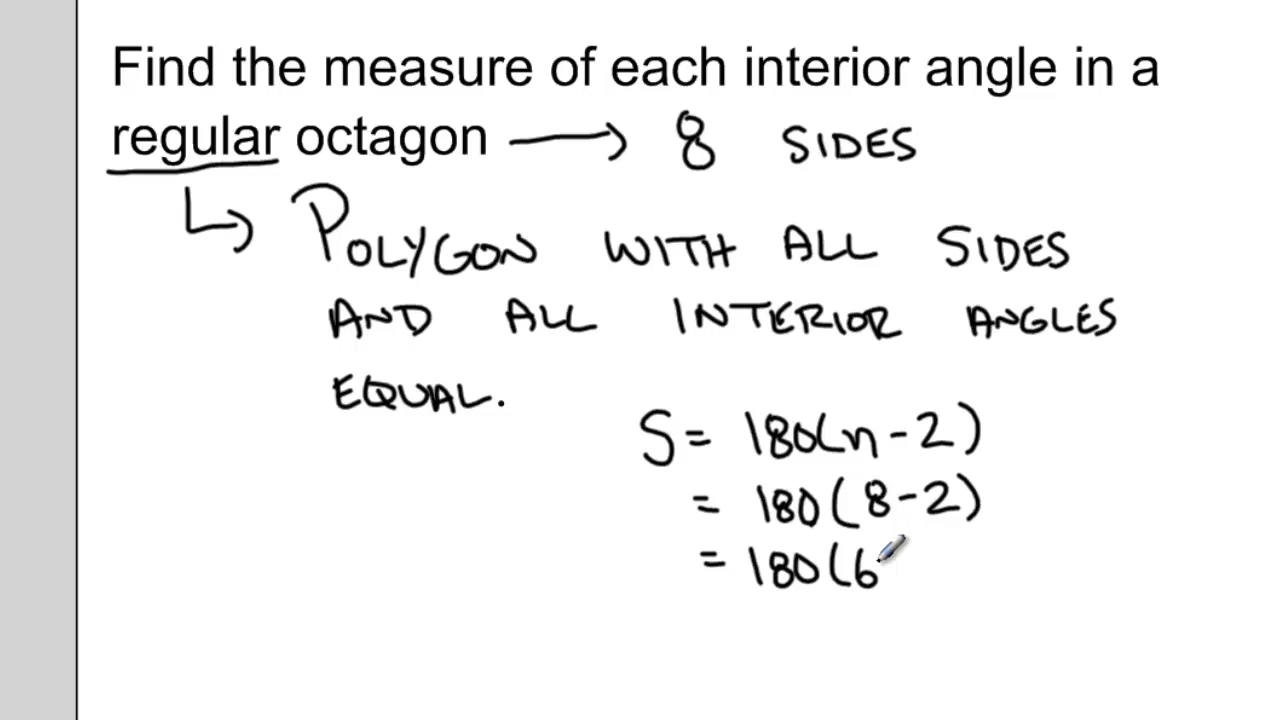 Find the measure of each interior angle in a
regular octagon → 8 SIDES
↳ POLYGON WITH ALL SIDES
AND ALL INTERIOR ANGLES
EQUAL.
S = 180(n - 2)
= 180(8 - 2)
= 180(6